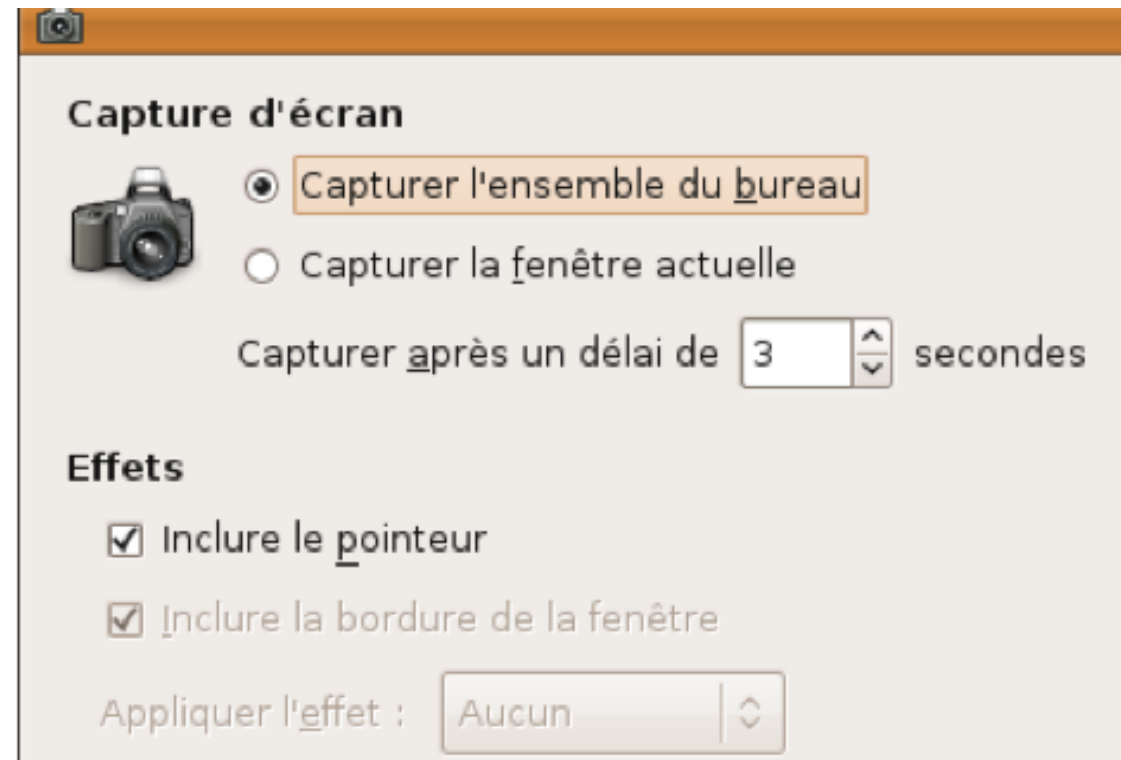 Capture d'écran
Capturer l'ensemble du bureau
Capturer la fenêtre actuelle
Capturer après un délai de 3 secondes
Effets
Inclure le pointeur
Inclure la bordure de la fenêtre
Appliquer l'effet : Aucun